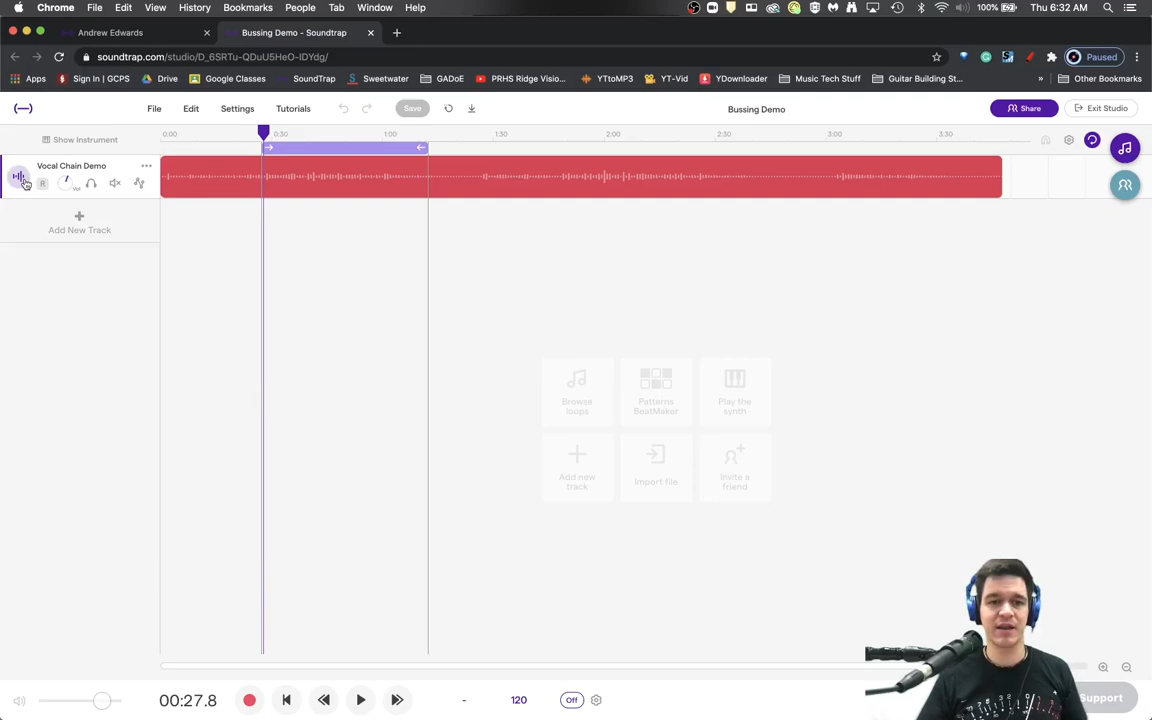 Chrome File Edit View History Bookmarks People Tab Window Help 100% Thu 6:32 AM
Andrew Edwards Bussing Demo - Soundtrap
soundtrap.com/studio/D_6SRTu-QDuU5HeO-IDYdg/ Paused
Apps Sign In | GCPS Drive Google Classes SoundTrap Sweetwater GADoE PRHS Ridge Visio... YTtoMP3 YT-Vid YDownloader Music Tech Stuff Guitar Building St... » Other Bookmarks
File Edit Settings Tutorials Save Bussing Demo Share Exit Studio
Show Instrument 0:00 0:30 1:00 1:30 2:00 2:30 3:00 3:30
Vocal Chain Demo
R Vol
Add New Track
Browse loops
Patterns BeatMaker
Play the synth
Add new track
Import file
Invite a friend
00:27.8 - 120 Off
Support